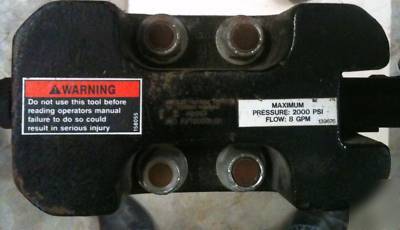 WARNING
Do not use this tool before
reading operators manual
failure to do so could
result in serious injury
158055
MAXIMUM
PRESSURE: 2000 PSI
FLOW: 8 GPM